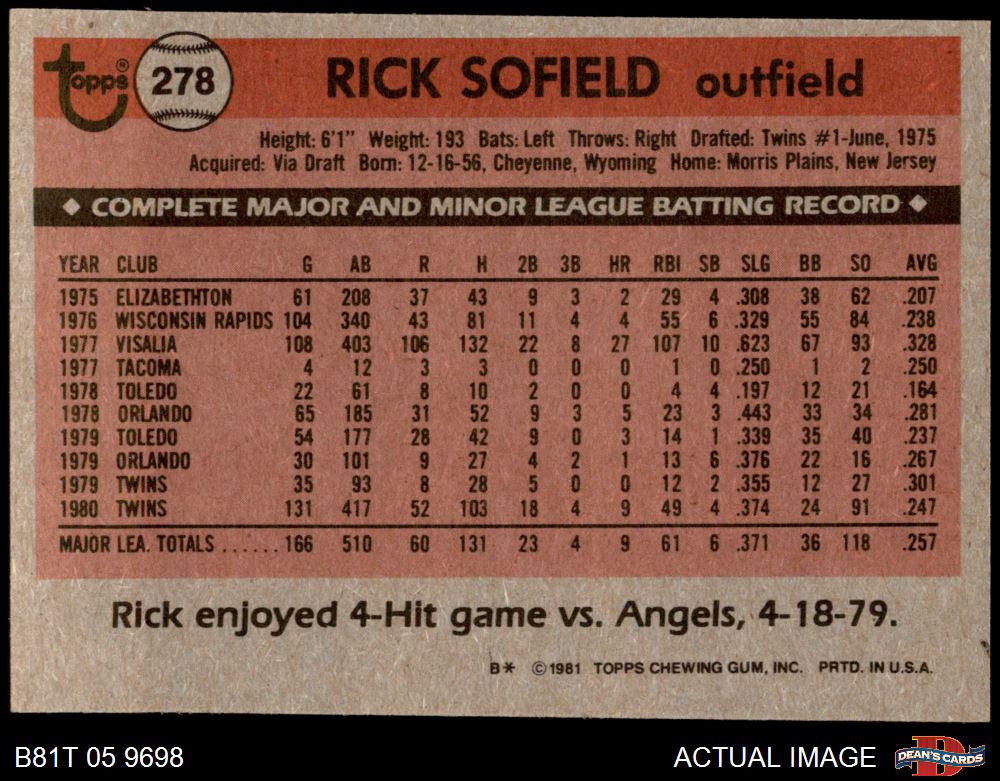 topps® 278 RICK SOFIELD outfield
Height: 6'1" Weight: 193 Bats: Left Throws: Right Drafted: Twins #1-June, 1975
Acquired: Via Draft Born: 12-16-56, Cheyenne, Wyoming Home: Morris Plains, New Jersey
◆ COMPLETE MAJOR AND MINOR LEAGUE BATTING RECORD ◆
YEAR CLUB G AB R H 2B 3B HR RBI SB SLG BB SO AVG
1975 ELIZABETHTON 61 208 37 43 9 3 2 29 4 .308 38 62 .207
1976 WISCONSIN RAPIDS 104 340 43 81 11 4 4 55 6 .329 55 84 .238
1977 VISALIA 108 403 106 132 22 8 27 107 10 .623 67 93 .328
1977 TACOMA 4 12 3 3 0 0 0 1 0 .250 1 2 .250
1978 TOLEDO 22 61 8 10 2 0 0 4 4 .197 12 21 .164
1978 ORLANDO 65 185 31 52 9 3 5 23 3 .443 33 34 .281
1979 TOLEDO 54 177 28 42 9 0 3 14 1 .339 35 40 .237
1979 ORLANDO 30 101 9 27 4 2 1 13 6 .376 22 16 .267
1979 TWINS 35 93 8 28 5 0 0 12 2 .355 12 27 .301
1980 TWINS 131 417 52 103 18 4 9 49 4 .374 24 91 .247
MAJOR LEA. TOTALS ...... 166 510 60 131 23 4 9 61 6 .371 36 118 .257
Rick enjoyed 4-Hit game vs. Angels, 4-18-79.
B* ©1981 TOPPS CHEWING GUM, INC. PRTD. IN U.S.A.
B81T 05 9698 ACTUAL IMAGE DEAN'S CARDS